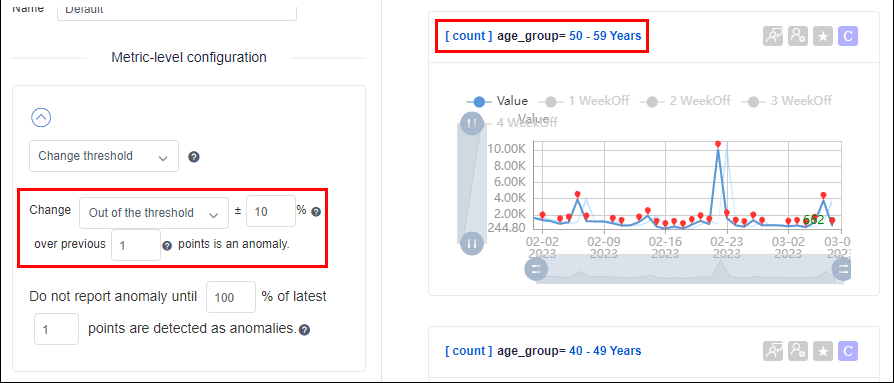 Name Default
Metric-level configuration
Change threshold
Change Out of the threshold ± 10 %
over previous 1 points is an anomaly.
Do not report anomaly until 100 % of latest
1 points are detected as anomalies.
[ count ] age_group= 50 - 59 Years
C
Value 1 WeekOff 2 WeekOff 3 WeekOff
4 WeekOff
Value
10.00K
8.00K
6.00K
4.00K
2.00K
244.80
02-02 02-09 02-16 02-23 03-02 03-0
2023 2023 2023 2023 2023
[ count ] age_group= 40 - 49 Years
C